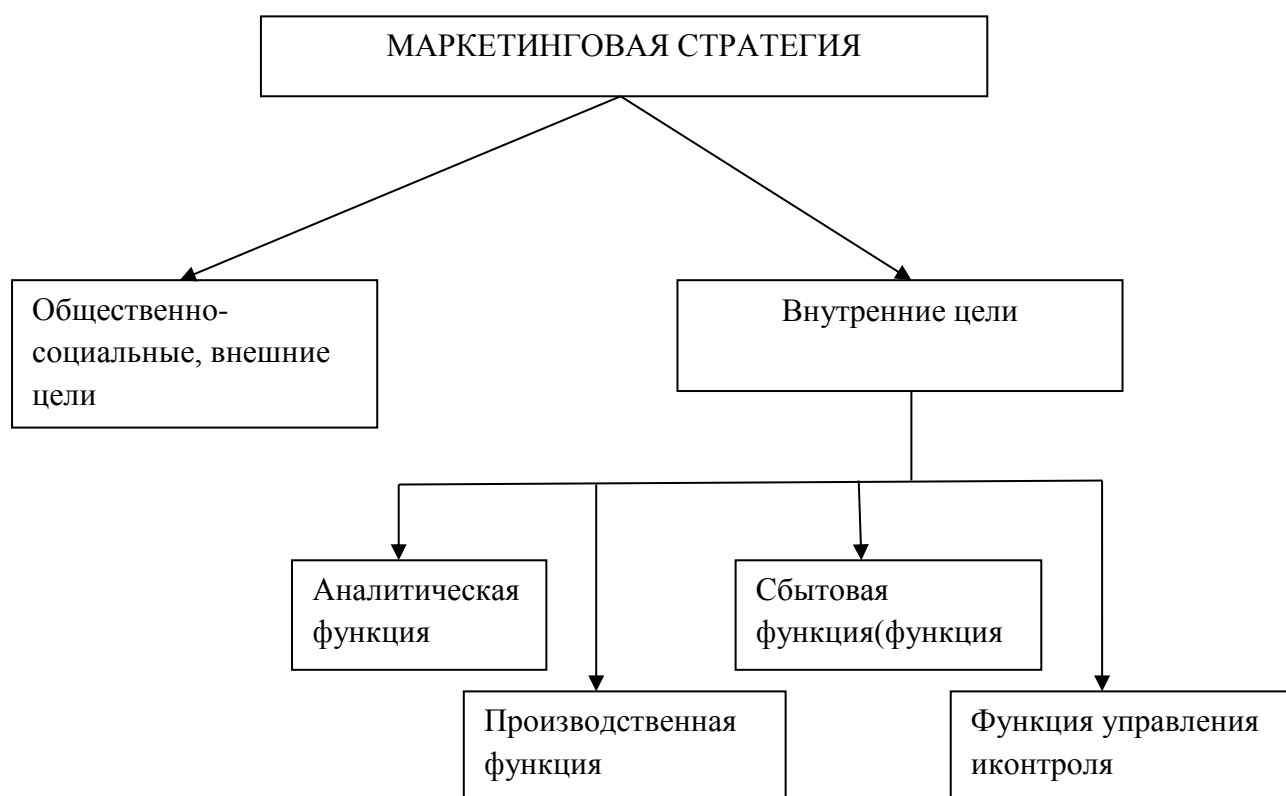 МАРКЕТИНГОВАЯ СТРАТЕГИЯ
Общественно-
социальные, внешние
цели
Внутренние цели
Аналитическая
функция
Сбытовая
функция(функция
Производственная
функция
Функция управления
иконтроля